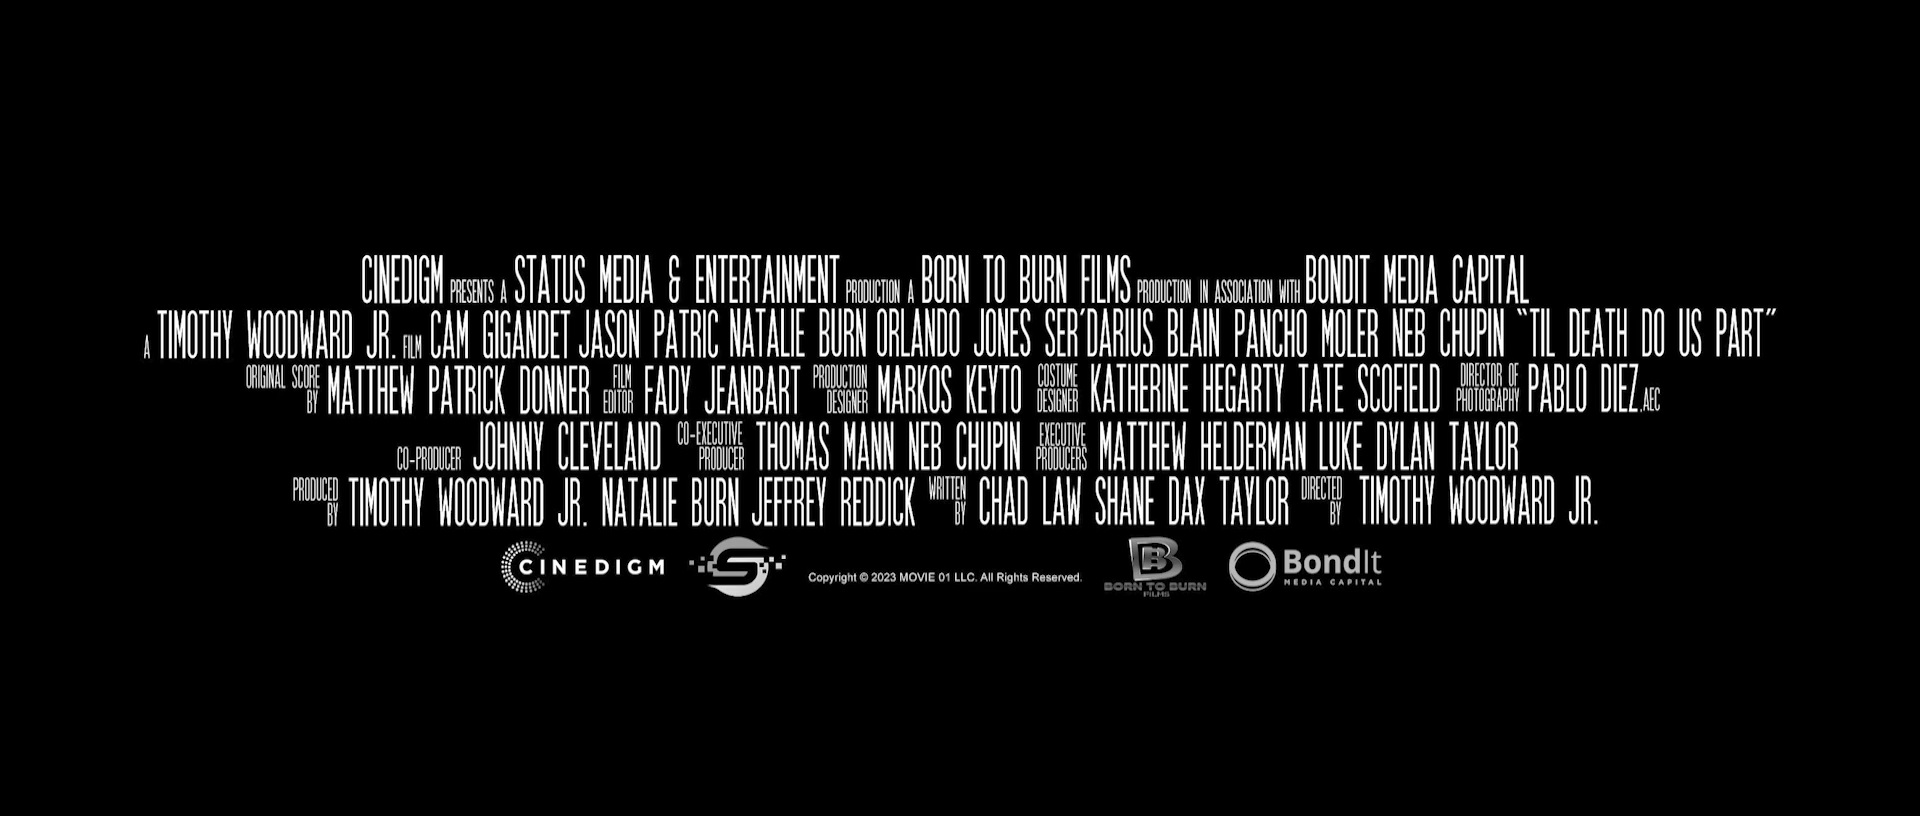 CINEDIGM PRESENTS A STATUS MEDIA & ENTERTAINMENT PRODUCTION A BORN TO BURN FILMS PRODUCTION IN ASSOCIATION WITH BONDIT MEDIA CAPITAL
A TIMOTHY WOODWARD JR. FILM CAM GIGANDET JASON PATRIC NATALIE BURN ORLANDO JONES SER'DARIUS BLAIN PANCHO MOLER NEB CHUPIN “TIL DEATH DO US PART”
ORIGINAL SCORE BY MATTHEW PATRICK DONNER FILM EDITOR FADY JEANBART PRODUCTION DESIGNER MARKOS KEYTO COSTUME DESIGNER KATHERINE HEGARTY TATE SCOFIELD DIRECTOR OF PHOTOGRAPHY PABLO DIEZ.AEC
CO-PRODUCER JOHNNY CLEVELAND CO-EXECUTIVE PRODUCER THOMAS MANN NEB CHUPIN EXECUTIVE PRODUCERS MATTHEW HELDERMAN LUKE DYLAN TAYLOR
PRODUCED BY TIMOTHY WOODWARD JR. NATALIE BURN JEFFREY REDDICK WRITTEN BY CHAD LAW SHANE DAX TAYLOR DIRECTED BY TIMOTHY WOODWARD JR.
CINEDIGM S Copyright © 2023 MOVIE 01 LLC. All Rights Reserved. B BORN TO BURN FILMS BondIt MEDIA CAPITAL